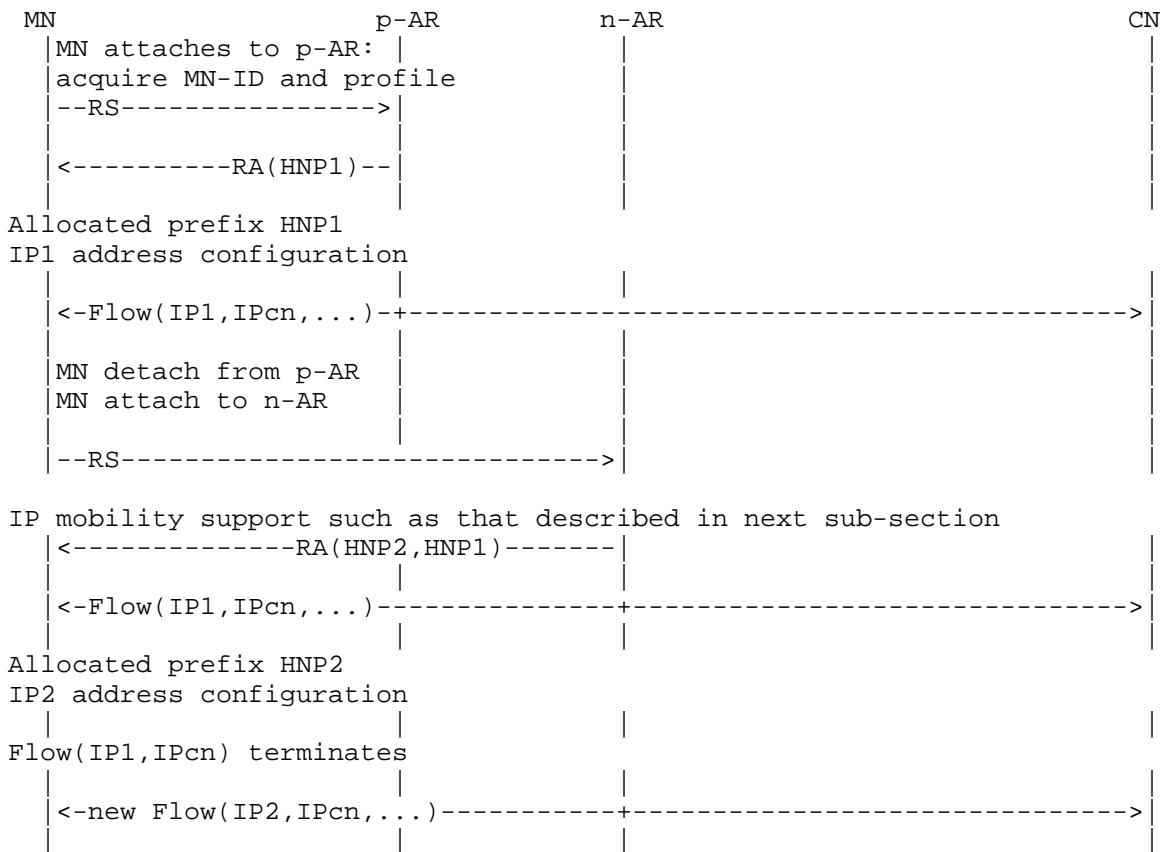 MN p-AR n-AR CN
|MN attaches to p-AR: | | |
|acquire MN-ID and profile | |
|--RS---------------->| | |
| | | |
|<----------RA(HNP1)--| | |
| | | |
Allocated prefix HNP1
IP1 address configuration
| | | |
|<-Flow(IP1,IPcn,...)-+--------------------------------------------->|
| | | |
|MN detach from p-AR | | |
|MN attach to n-AR | | |
| | | |
|--RS------------------------------>| |
IP mobility support such as that described in next sub-section
|<--------------RA(HNP2,HNP1)-------| |
| | | |
|<-Flow(IP1,IPcn,...)---------------+------------------------------->|
| | | |
Allocated prefix HNP2
IP2 address configuration
| | | |
Flow(IP1,IPcn) terminates
| | | |
|<-new Flow(IP2,IPcn,...)-----------+------------------------------->|
| | | |